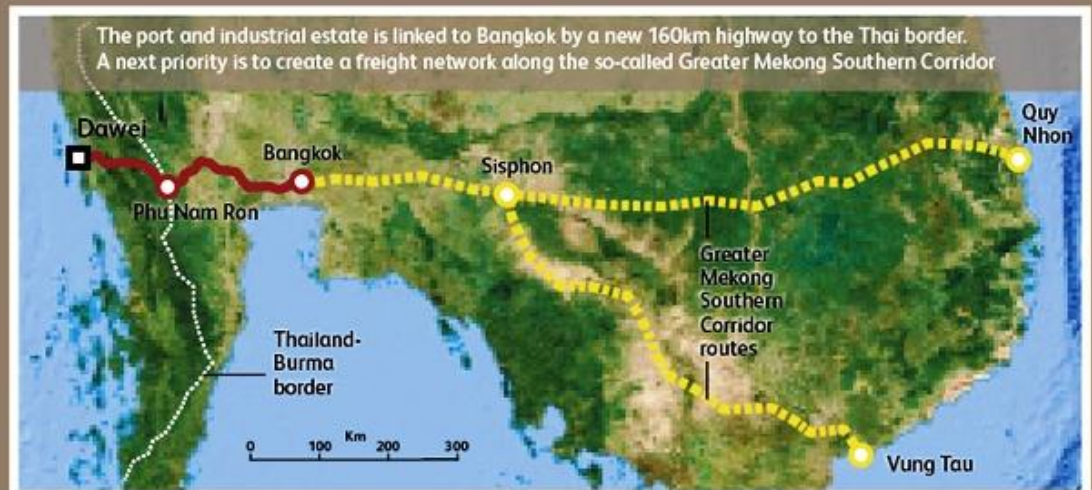 The port and industrial estate is linked to Bangkok by a new 160km highway to the Thai border.
A next priority is to create a freight network along the so-called Greater Mekong Southern Corridor
Dawei
Phu Nam Ron
Bangkok
Sisphon
Quy
Nhon
Greater
Mekong
Southern
Corridor
routes
Thailand-
Burma
border
Km
0 100 200 300
Vung Tau